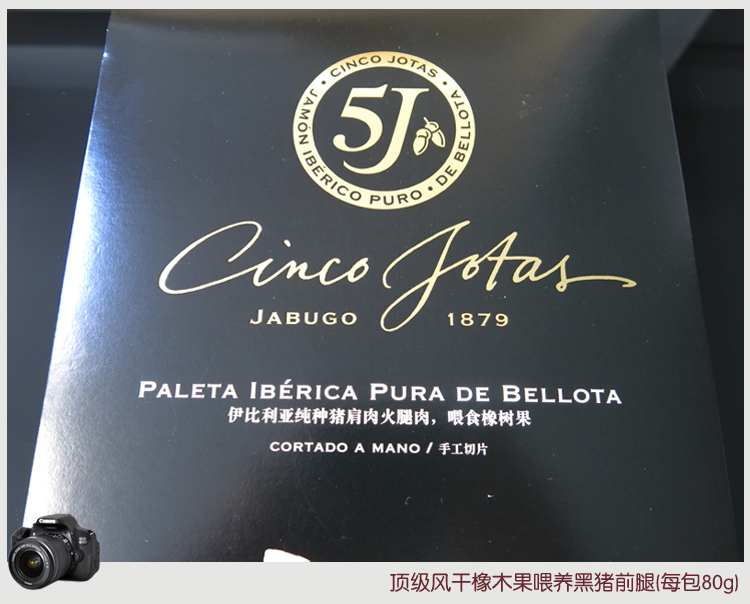 CINCO JOTAS
JAMÓN IBÉRICO PURO • DE BELLOTA
5J
Cinco Jotas
JABUGO 1879
PALETA IBÉRICA PURA DE BELLOTA
伊比利亚纯种猪肩肉火腿肉，喂食橡树果
CORTADO A MANO / 手工切片
Canon
顶级风干橡木果喂养黑猪前腿(每包80g)